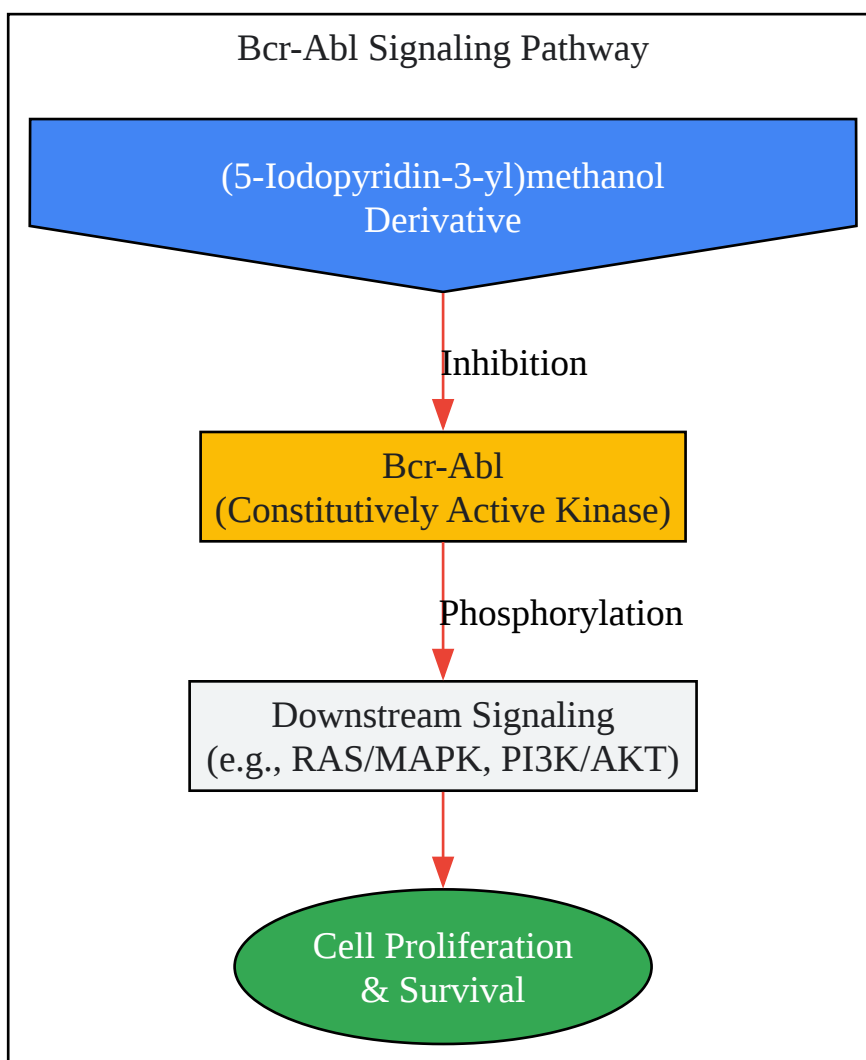 Bcr-Abl Signaling Pathway
(5-Iodopyridin-3-yl)methanol
Derivative
Inhibition
Bcr-Abl
(Constitutively Active Kinase)
Phosphorylation
Downstream Signaling
(e.g., RAS/MAPK, PI3K/AKT)
Cell Proliferation
& Survival